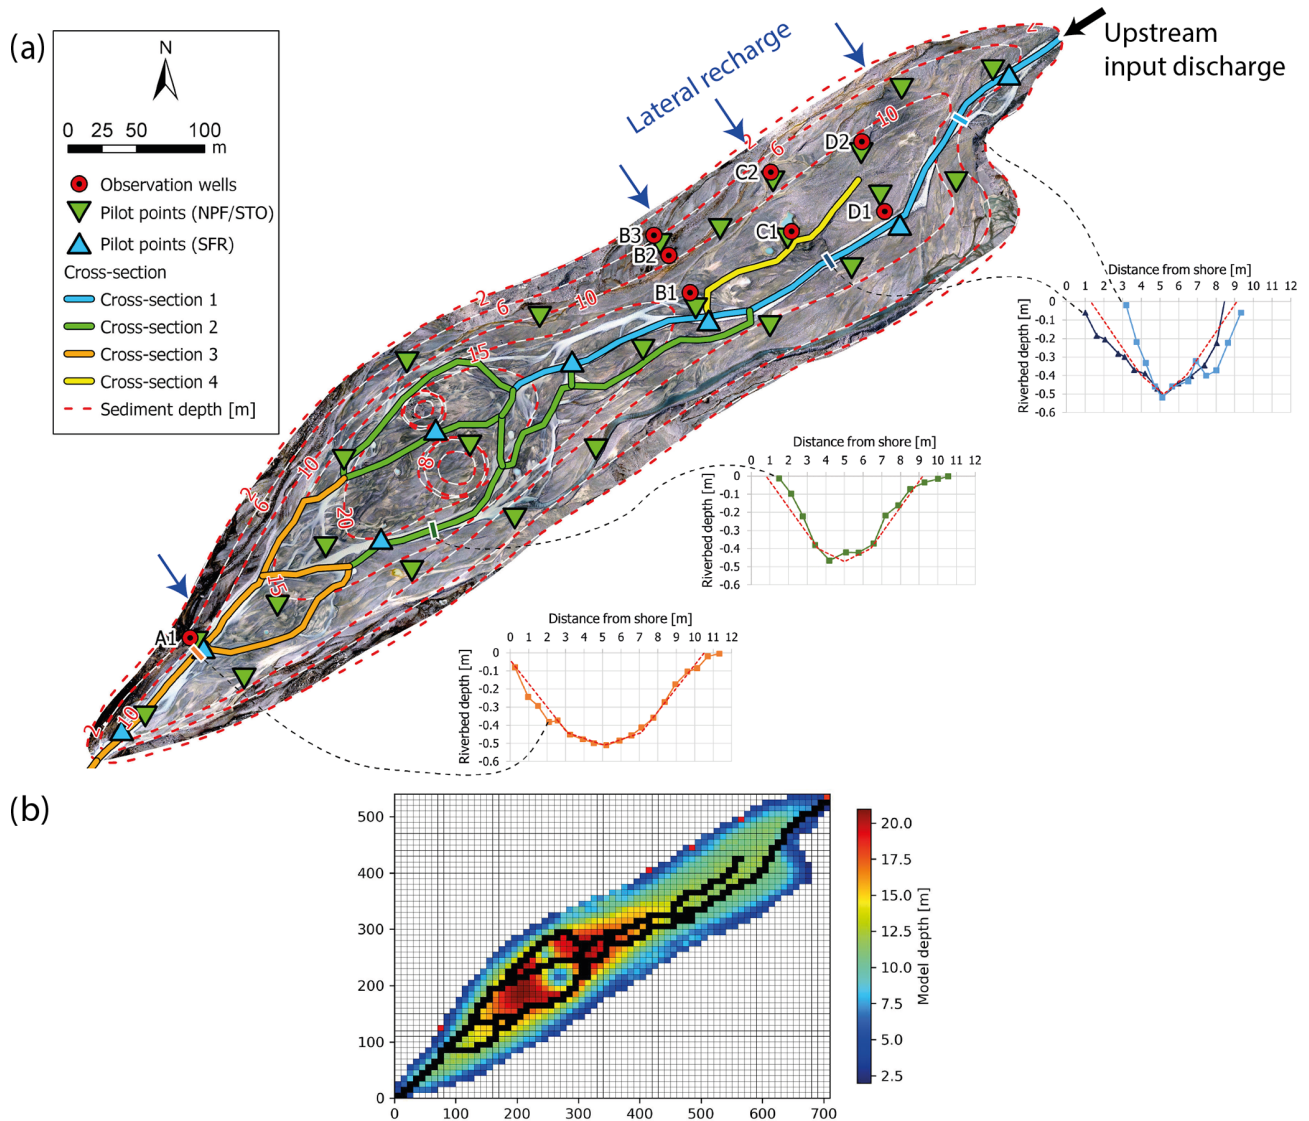 (a)
N
0 25 50 100
m
Observation wells
Pilot points (NPF/STO)
Pilot points (SFR)
Cross-section
Cross-section 1
Cross-section 2
Cross-section 3
Cross-section 4
Sediment depth [m]
Lateral recharge
Upstream
input discharge
2
2
6
10
D2
C2
D1
C1
B3
B2
B1
2
6
10
15
8
10
2
6
20
15
A1
2
10
Distance from shore [m]
0 1 2 3 4 5 6 7 8 9 10 11 12
Riverbed depth [m]
0
-0.1
-0.2
-0.3
-0.4
-0.5
-0.6
Distance from shore [m]
0 1 2 3 4 5 6 7 8 9 10 11 12
Riverbed depth [m]
0
-0.1
-0.2
-0.3
-0.4
-0.5
-0.6
Distance from shore [m]
0 1 2 3 4 5 6 7 8 9 10 11 12
Riverbed depth [m]
0
-0.1
-0.2
-0.3
-0.4
-0.5
-0.6
(b)
500
400
300
200
100
0
0 100 200 300 400 500 600 700
20.0
17.5
15.0
12.5
10.0
7.5
5.0
2.5
Model depth [m]